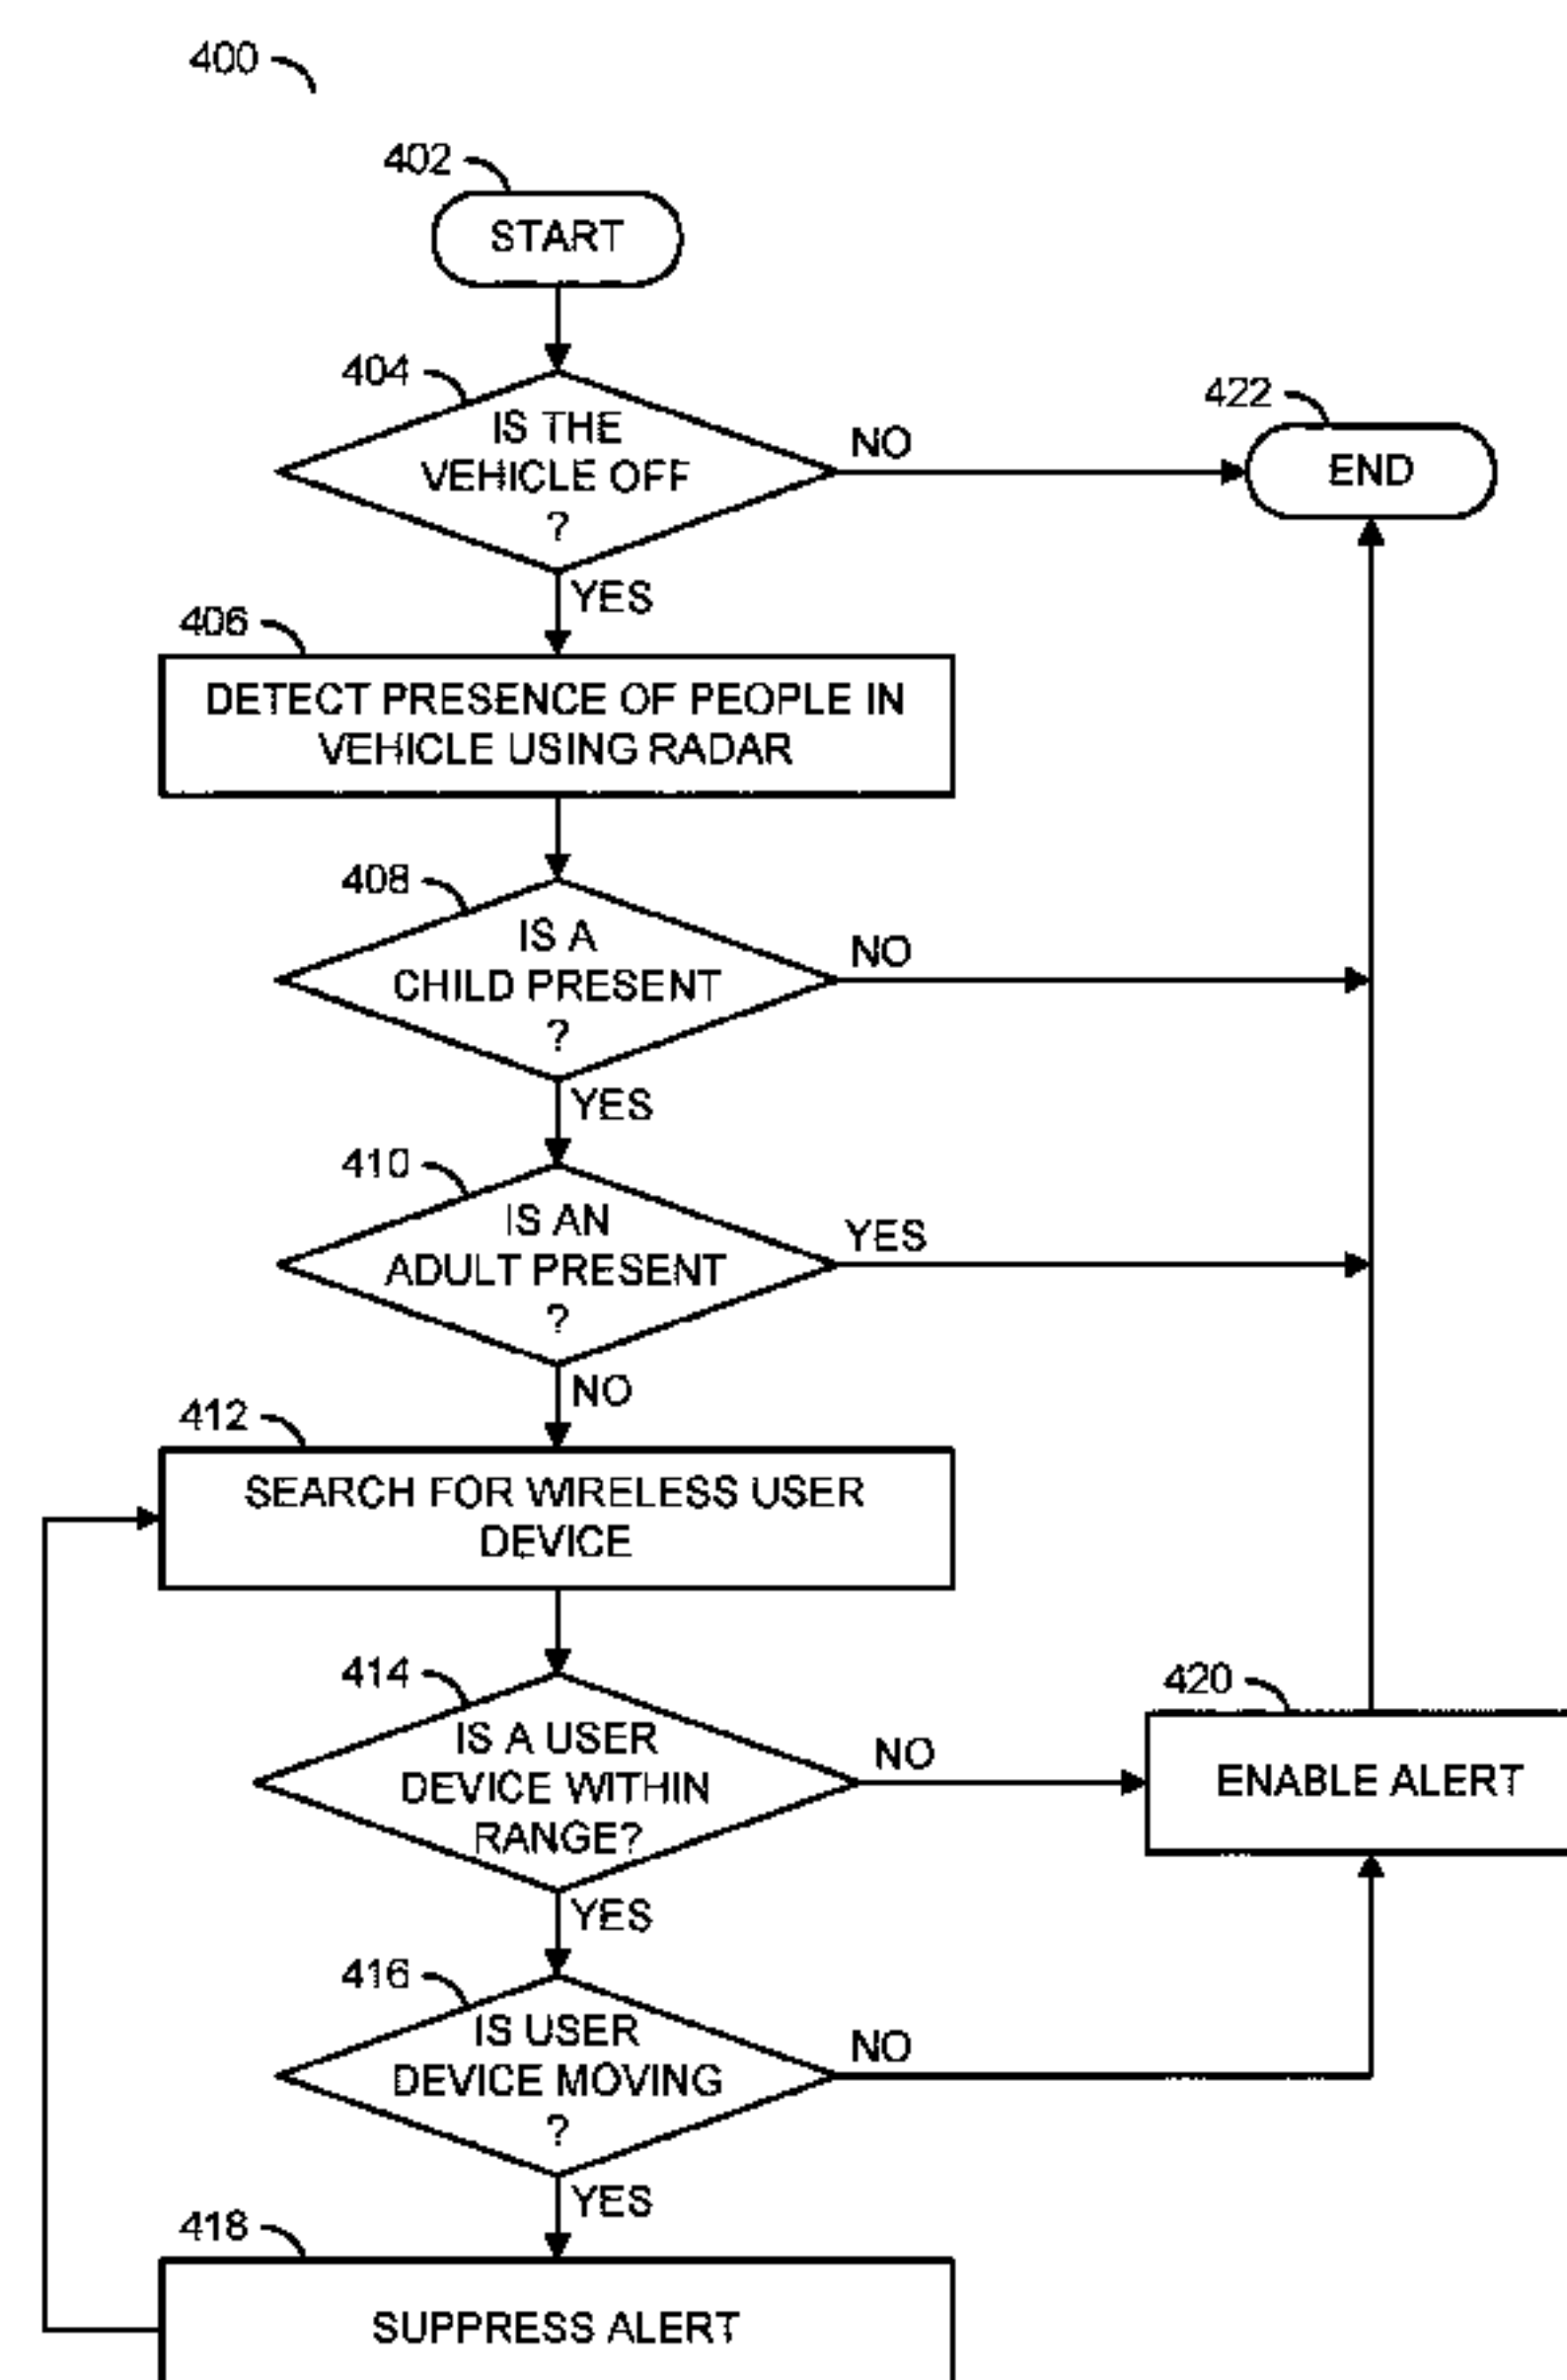 400
402
START
404
IS THE
VEHICLE OFF
?
NO
422
END
YES
406
DETECT PRESENCE OF PEOPLE IN
VEHICLE USING RADAR
408
IS A
CHILD PRESENT
?
NO
YES
410
IS AN
ADULT PRESENT
?
YES
NO
412
SEARCH FOR WIRELESS USER
DEVICE
414
IS A USER
DEVICE WITHIN
RANGE?
NO
420
ENABLE ALERT
YES
416
IS USER
DEVICE MOVING
?
NO
YES
418
SUPPRESS ALERT